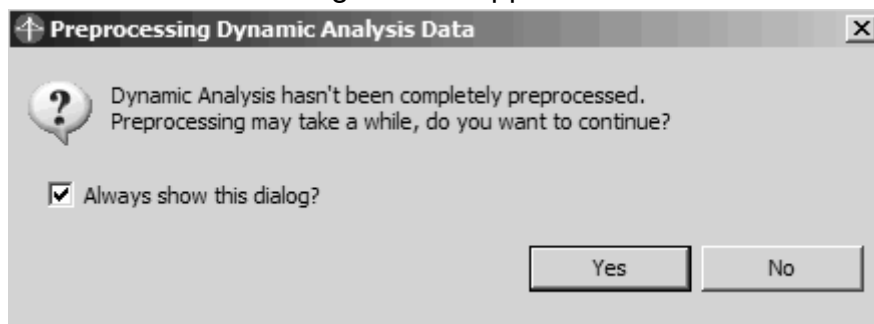 Preprocessing Dynamic Analysis Data
Dynamic Analysis hasn't been completely preprocessed.
Preprocessing may take a while, do you want to continue?
Always show this dialog?
Yes
No